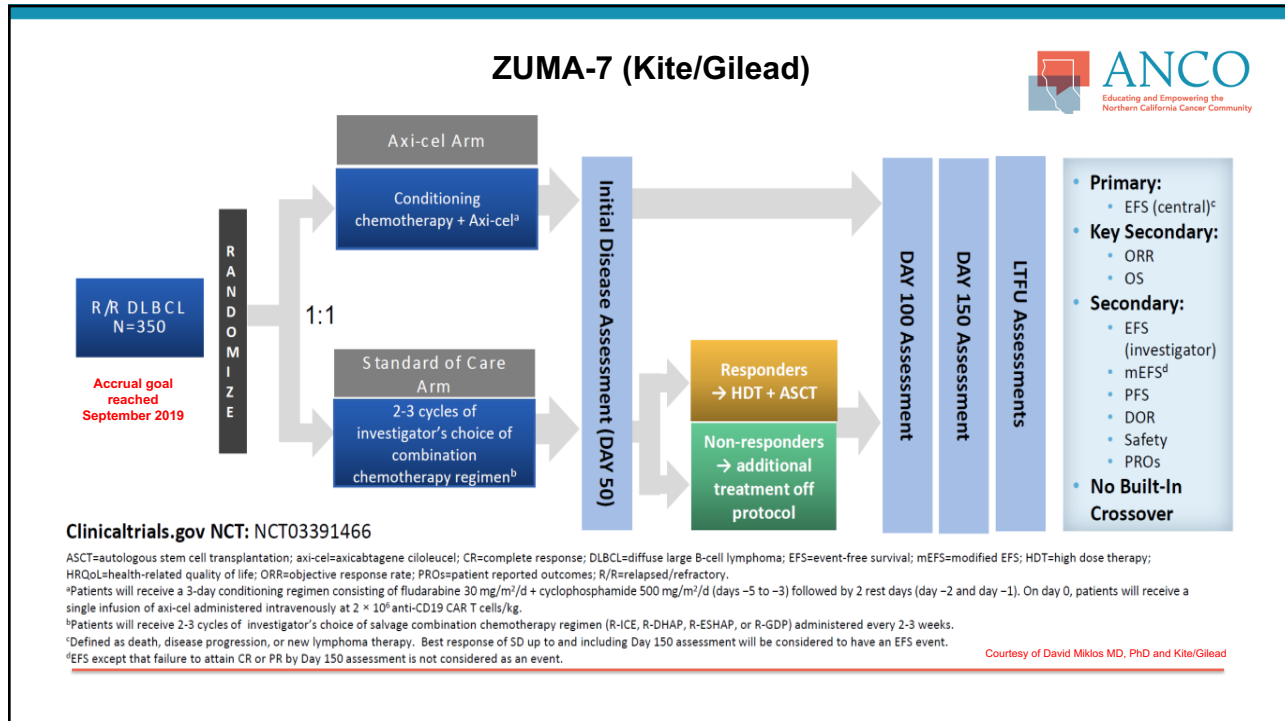 ZUMA-7 (Kite/Gilead)
ANCO
Educating and Empowering the
Northern California Cancer Community
R/R DLBCL
N=350
Accrual goal
reached
September 2019
RANDOMIZE
1:1
Axi-cel Arm
Conditioning
chemotherapy + Axi-celᵃ
Standard of Care
Arm
2-3 cycles of
investigator’s choice of
combination
chemotherapy regimenᵇ
Initial Disease Assessment (DAY 50)
Responders
→ HDT + ASCT
Non-responders
→ additional
treatment off
protocol
DAY 100 Assessment
DAY 150 Assessment
LTFU Assessments
• Primary:
• EFS (central)ᶜ
• Key Secondary:
• ORR
• OS
• Secondary:
• EFS
(investigator)
• mEFSᵈ
• PFS
• DOR
• Safety
• PROs
• No Built-In
Crossover
Clinicaltrials.gov NCT: NCT03391466
ASCT=autologous stem cell transplantation; axi-cel=axicabtagene ciloleucel; CR=complete response; DLBCL=diffuse large B-cell lymphoma; EFS=event-free survival; mEFS=modified EFS; HDT=high dose therapy;
HRQoL=health-related quality of life; ORR=objective response rate; PROs=patient reported outcomes; R/R=relapsed/refractory.
ᵃPatients will receive a 3-day conditioning regimen consisting of fludarabine 30 mg/m²/d + cyclophosphamide 500 mg/m²/d (days −5 to −3) followed by 2 rest days (day −2 and day −1). On day 0, patients will receive a
single infusion of axi-cel administered intravenously at 2 × 10⁶ anti-CD19 CAR T cells/kg.
ᵇPatients will receive 2-3 cycles of investigator’s choice of salvage combination chemotherapy regimen (R-ICE, R-DHAP, R-ESHAP, or R-GDP) administered every 2-3 weeks.
ᶜDefined as death, disease progression, or new lymphoma therapy. Best response of SD up to and including Day 150 assessment will be considered to have an EFS event.
ᵈEFS except that failure to attain CR or PR by Day 150 assessment is not considered as an event.
Courtesy of David Miklos MD, PhD and Kite/Gilead